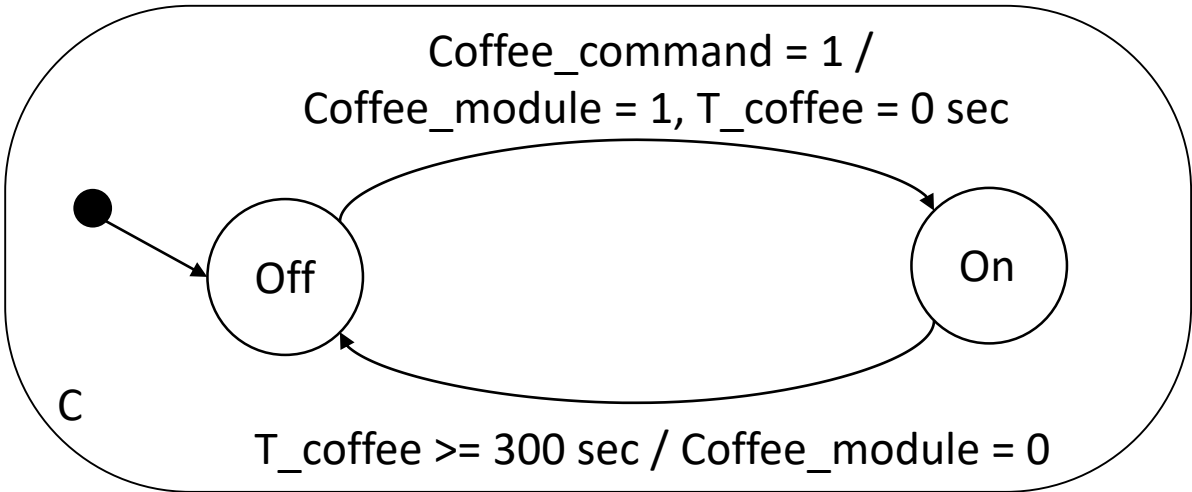 Coffee_command = 1 /
Coffee_module = 1, T_coffee = 0 sec
Off
On
C
T_coffee >= 300 sec / Coffee_module = 0